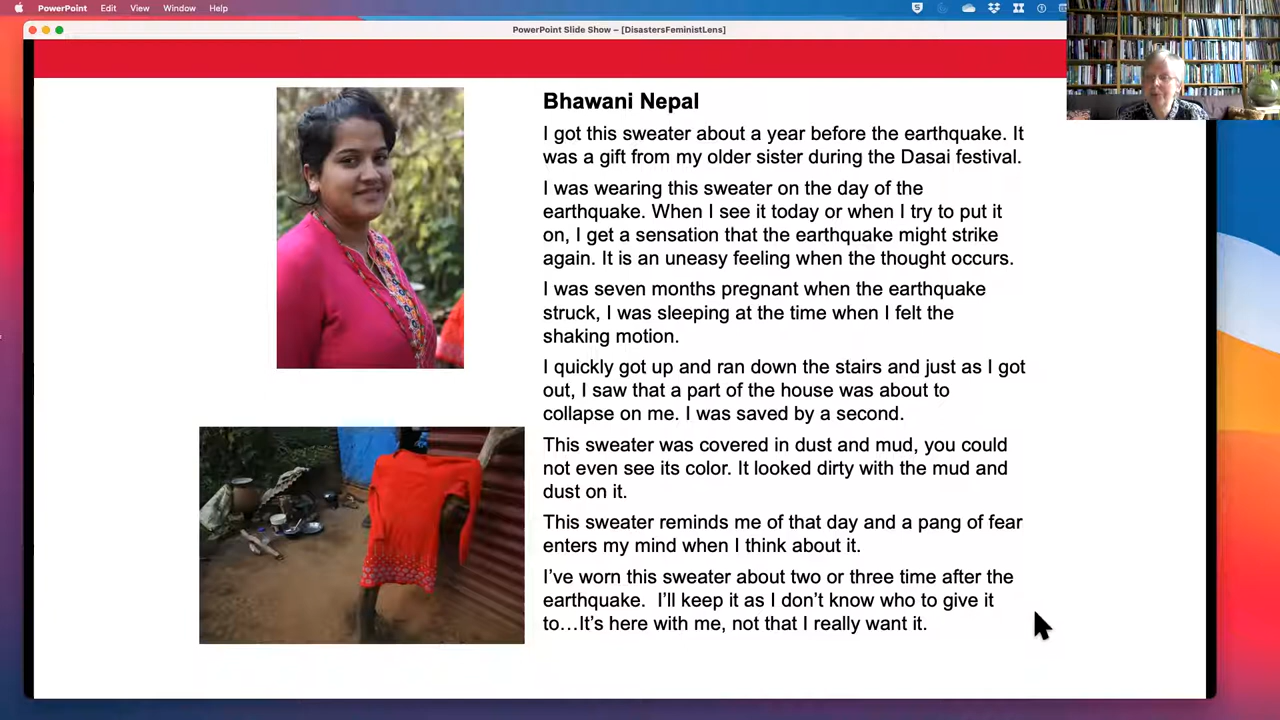 PowerPoint Edit View Window Help
PowerPoint Slide Show – [DisastersFeministLens]
Bhawani Nepal
I got this sweater about a year before the earthquake. It
was a gift from my older sister during the Dasai festival.
I was wearing this sweater on the day of the
earthquake. When I see it today or when I try to put it
on, I get a sensation that the earthquake might strike
again. It is an uneasy feeling when the thought occurs.
I was seven months pregnant when the earthquake
struck, I was sleeping at the time when I felt the
shaking motion.
I quickly got up and ran down the stairs and just as I got
out, I saw that a part of the house was about to
collapse on me. I was saved by a second.
This sweater was covered in dust and mud, you could
not even see its color. It looked dirty with the mud and
dust on it.
This sweater reminds me of that day and a pang of fear
enters my mind when I think about it.
I’ve worn this sweater about two or three time after the
earthquake.  I’ll keep it as I don’t know who to give it
to…It’s here with me, not that I really want it.